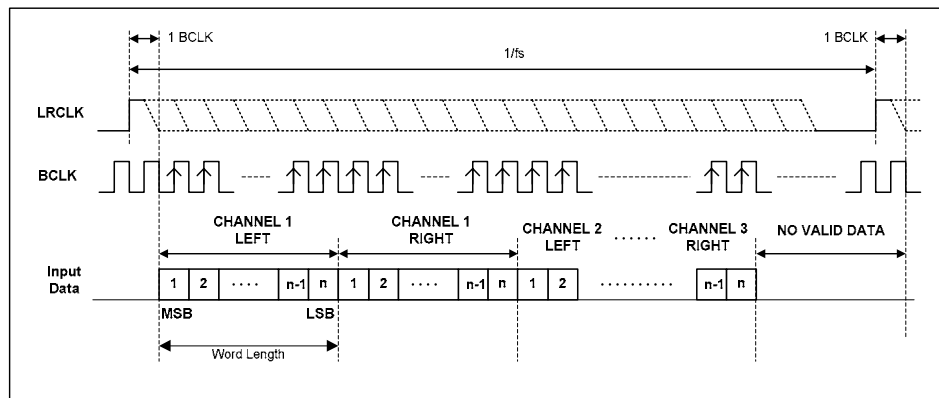 1 BCLK
1 BCLK
1/fs
LRCLK
BCLK
CHANNEL 1
LEFT
CHANNEL 1
RIGHT
CHANNEL 2
LEFT
......
CHANNEL 3
RIGHT
NO VALID DATA
Input
Data
1 2 .... n-1 n 1 2 .... n-1 n 1 2 .......... n-1 n
MSB
LSB
Word Length